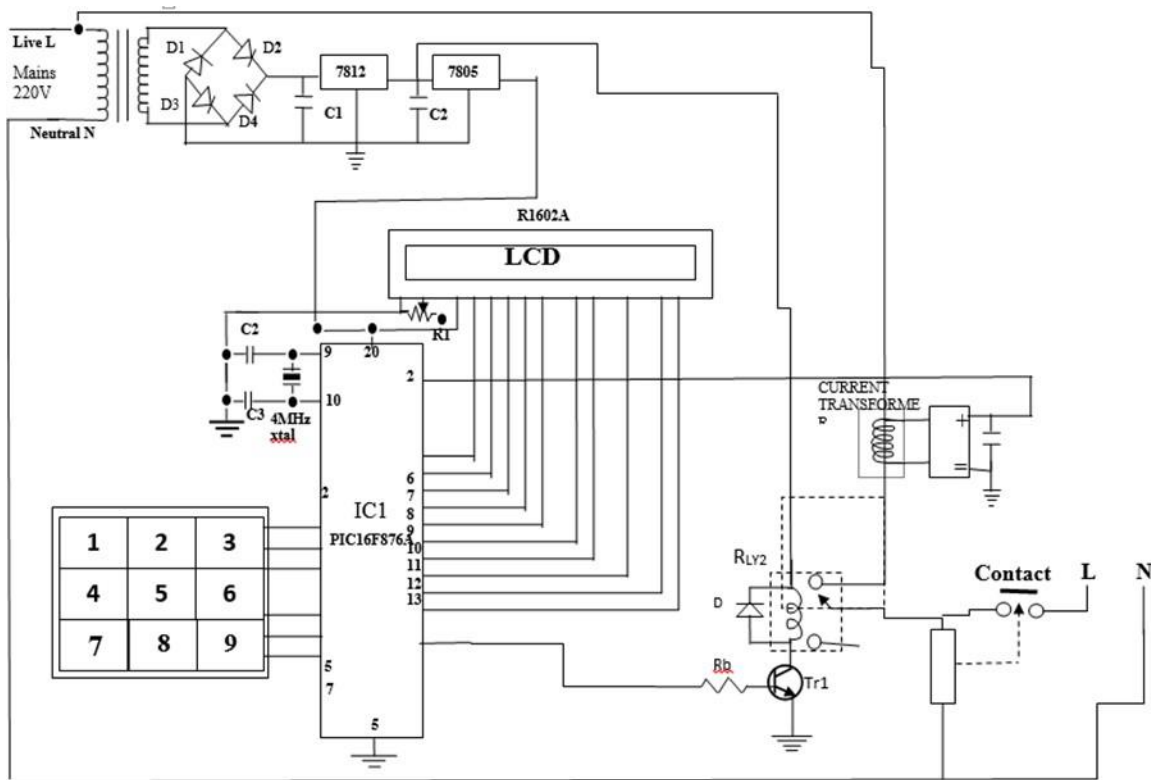 Live L
Mains
220V
Neutral N
D1
D2
D3
D4
7812
7805
C1
C2
R1602A
LCD
R1
C2
C3
4MHz
xtal
9
20
10
2
2
6
7
8
9
10
11
12
13
IC1
PIC16F876A
5
7
5
1 2 3
4 5 6
7 8 9
CURRENT
TRANSFORME
R
+
=
RLY2
D
Rb
Tr1
Contact
L
N